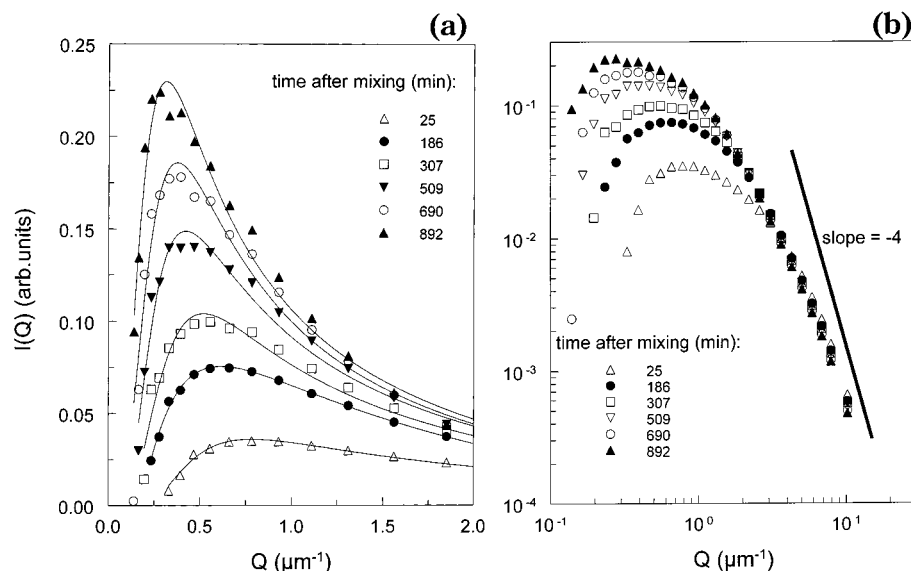 (a)
0.25
0.20
0.15
0.10
0.05
0.00
I(Q) (arb.units)
time after mixing (min):
25
186
307
509
690
892
0.0 0.5 1.0 1.5 2.0
Q (µm⁻¹)
(b)
10⁻¹
10⁻²
10⁻³
10⁻⁴
slope = -4
time after mixing (min):
25
186
307
509
690
892
10⁻¹ 10⁰ 10¹
Q (µm⁻¹)